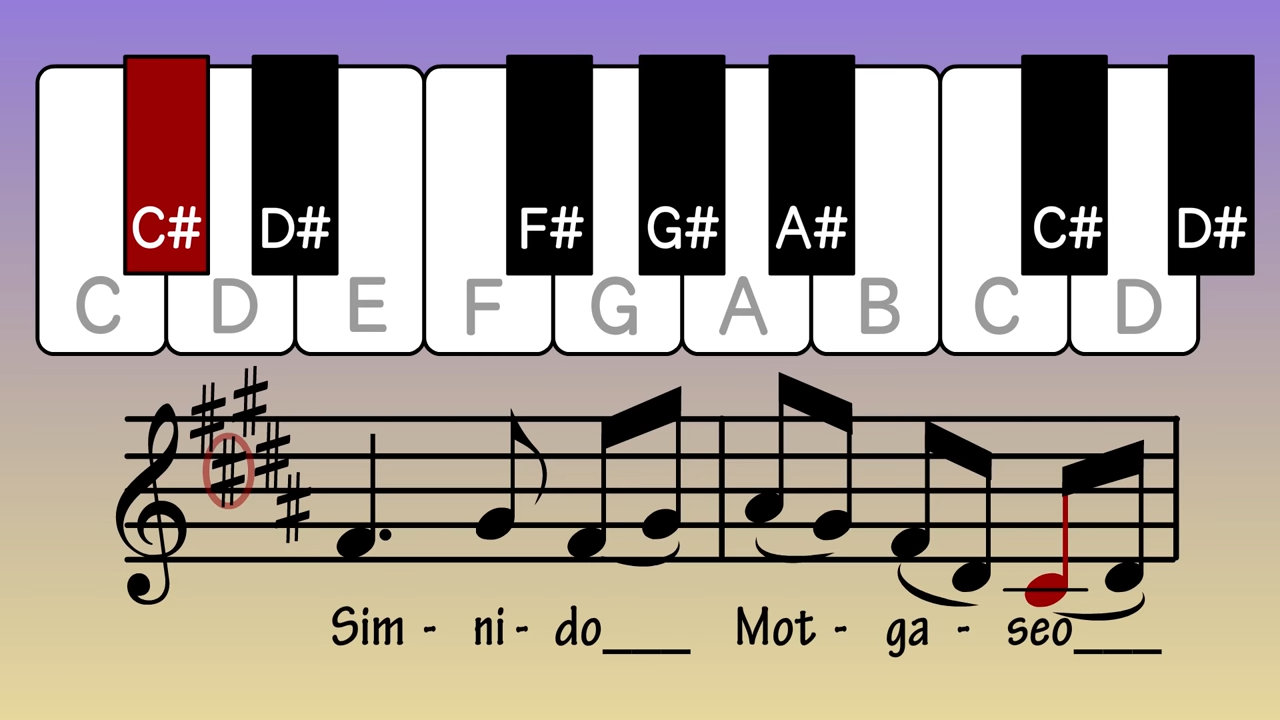 C# D# F# G# A# C# D#
C D E F G A B C D
Sim - ni - do___ Mot - ga - seo___